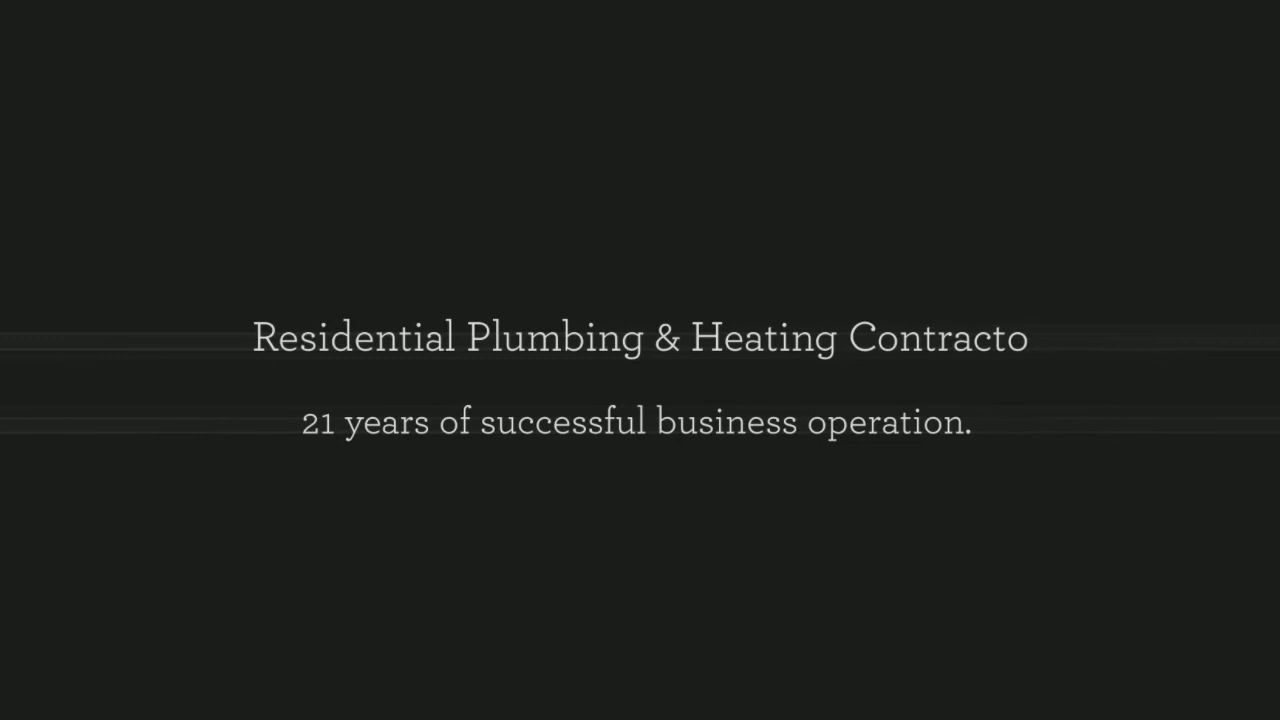 Residential Plumbing & Heating Contracto
21 years of successful business operation.